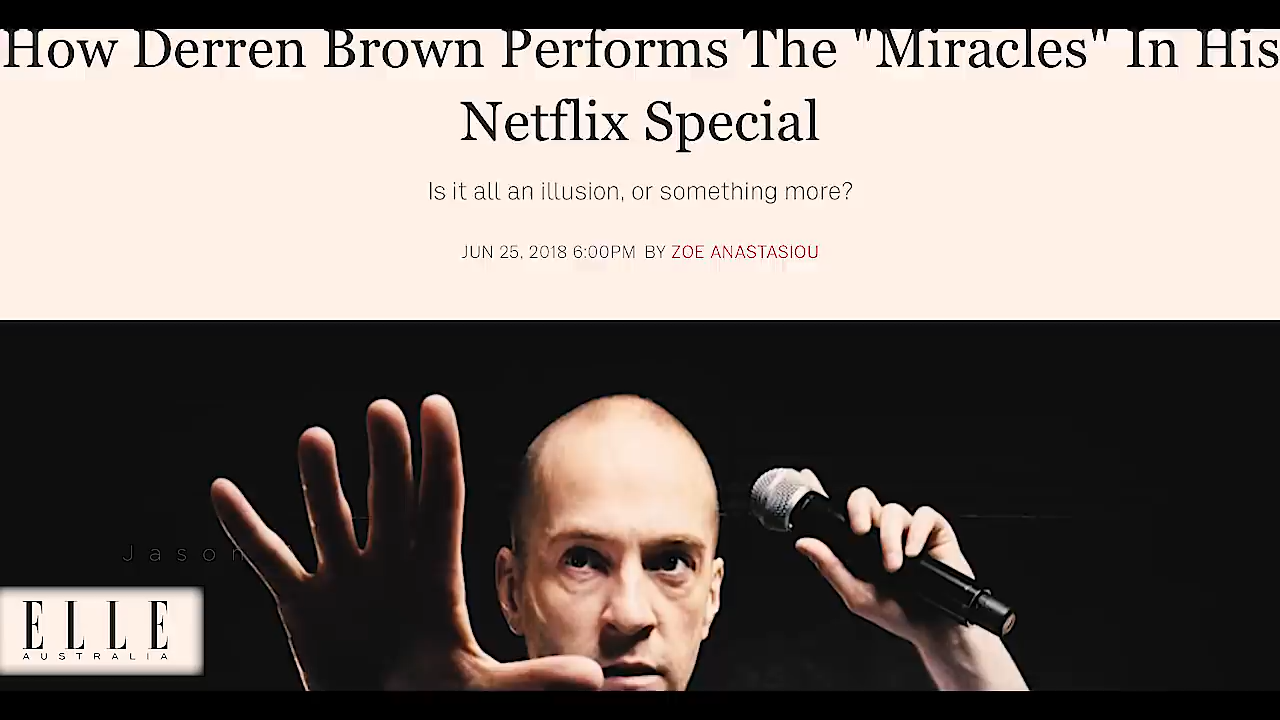 How Derren Brown Performs The "Miracles" In His
Netflix Special
Is it all an illusion, or something more?
JUN 25, 2018 6:00PM BY ZOE ANASTASIOU
Jason
ELLE
AUSTRALIA